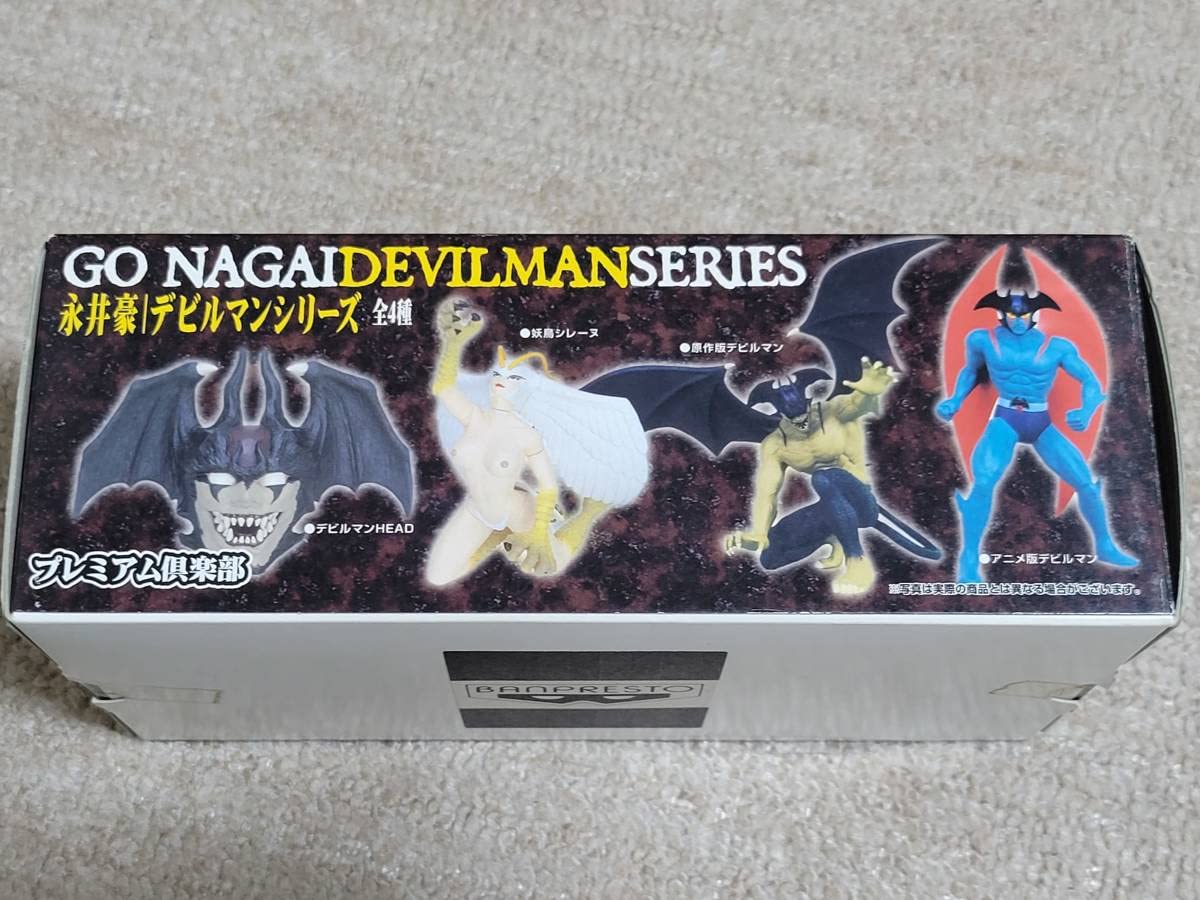 GO NAGAIDEVILMANSERIES
永井豪|デビルマンシリーズ 全4種
●妖鳥シレーヌ
●原作版デビルマン
●デビルマンHEAD
●アニメ版デビルマン
プレミアム倶楽部
※写真は実際の商品とは異なる場合がございます。
BANPRESTO